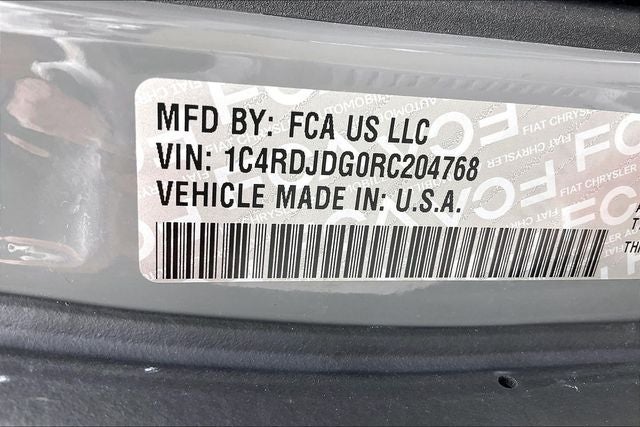 MFD BY: FCA US LLC
VIN: 1C4RDJDG0RC204768
VEHICLE MADE IN: U.S.A.